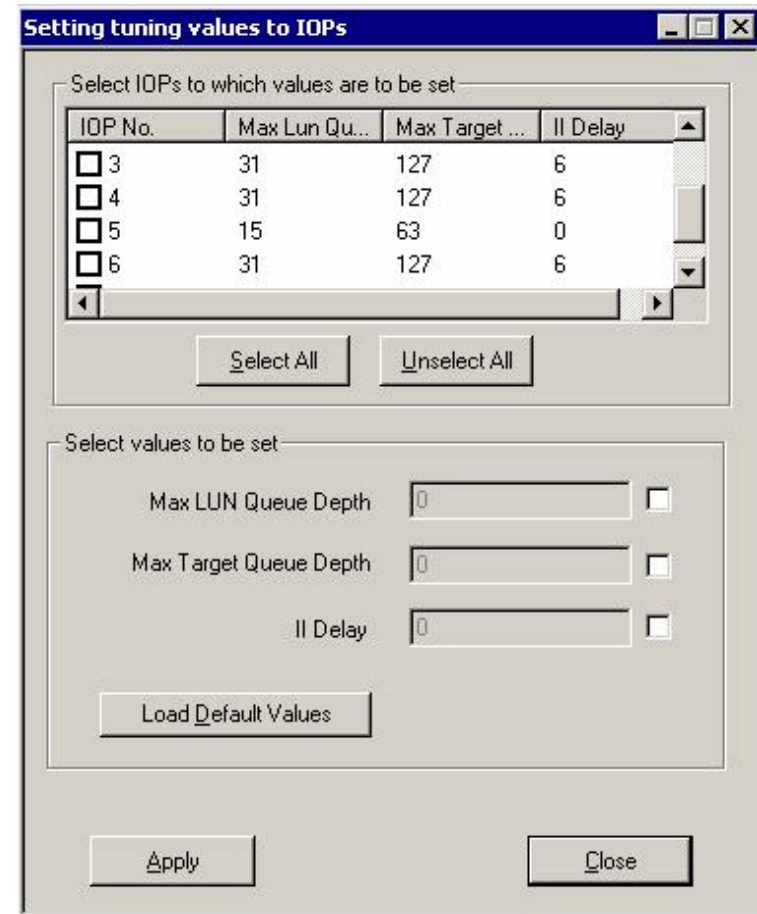 Setting tuning values to IOPs
Select IOPs to which values are to be set
IOP No. Max Lun Qu... Max Target ... II Delay
3 31 127 6
4 31 127 6
5 15 63 0
6 31 127 6
Select All Unselect All
Select values to be set
Max LUN Queue Depth 0
Max Target Queue Depth 0
II Delay 0
Load Default Values
Apply Close